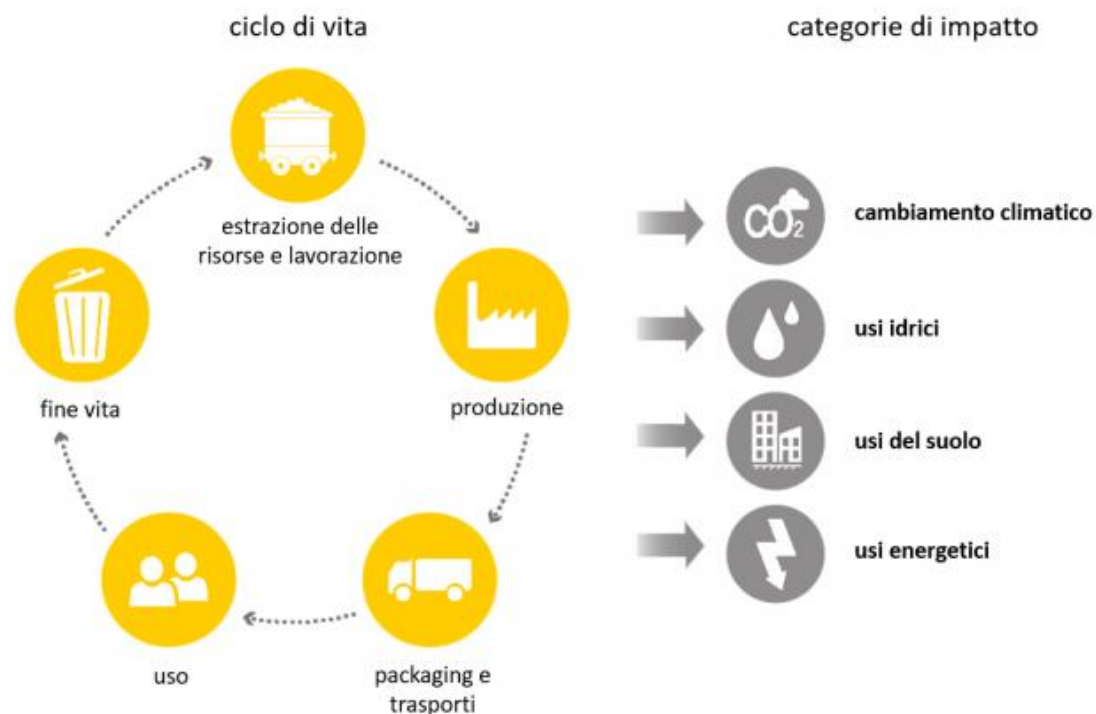 ciclo di vita
categorie di impatto
estrazione delle
risorse e lavorazione
produzione
packaging e
trasporti
uso
fine vita
CO2
cambiamento climatico
usi idrici
usi del suolo
usi energetici